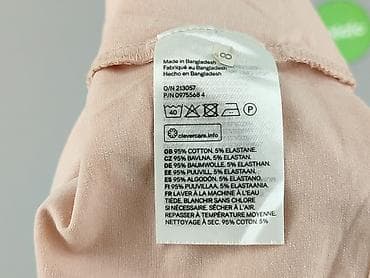 8
Made in Bangladesh
Fabriqué au Bangladesh
Hecho en Bangladesh
O/N 213057
P/N 0975568 4
40 P
clevercare.info
GB 95% COTTON, 5% ELASTANE.
CZ 95% BAVLNA, 5% ELASTAN.
DE 95% BAUMWOLLE, 5% ELASTHAN.
EE 95% PUUVILL, 5% ELASTAAN.
ES 95% ALGODÓN, 5% ELASTANO.
FI 95% PUUVILLAA, 5% ELASTAANIA.
FR LAVER À LA MACHINE À L'EAU
TIÈDE, BLANCHIR SANS CHLORE
SI NÉCESSAIRE, SÉCHER À L'AIR,
REPASSER À TEMPÉRATURE MOYENNE,
NETTOYAGE À SEC. 95% COTON, 5%